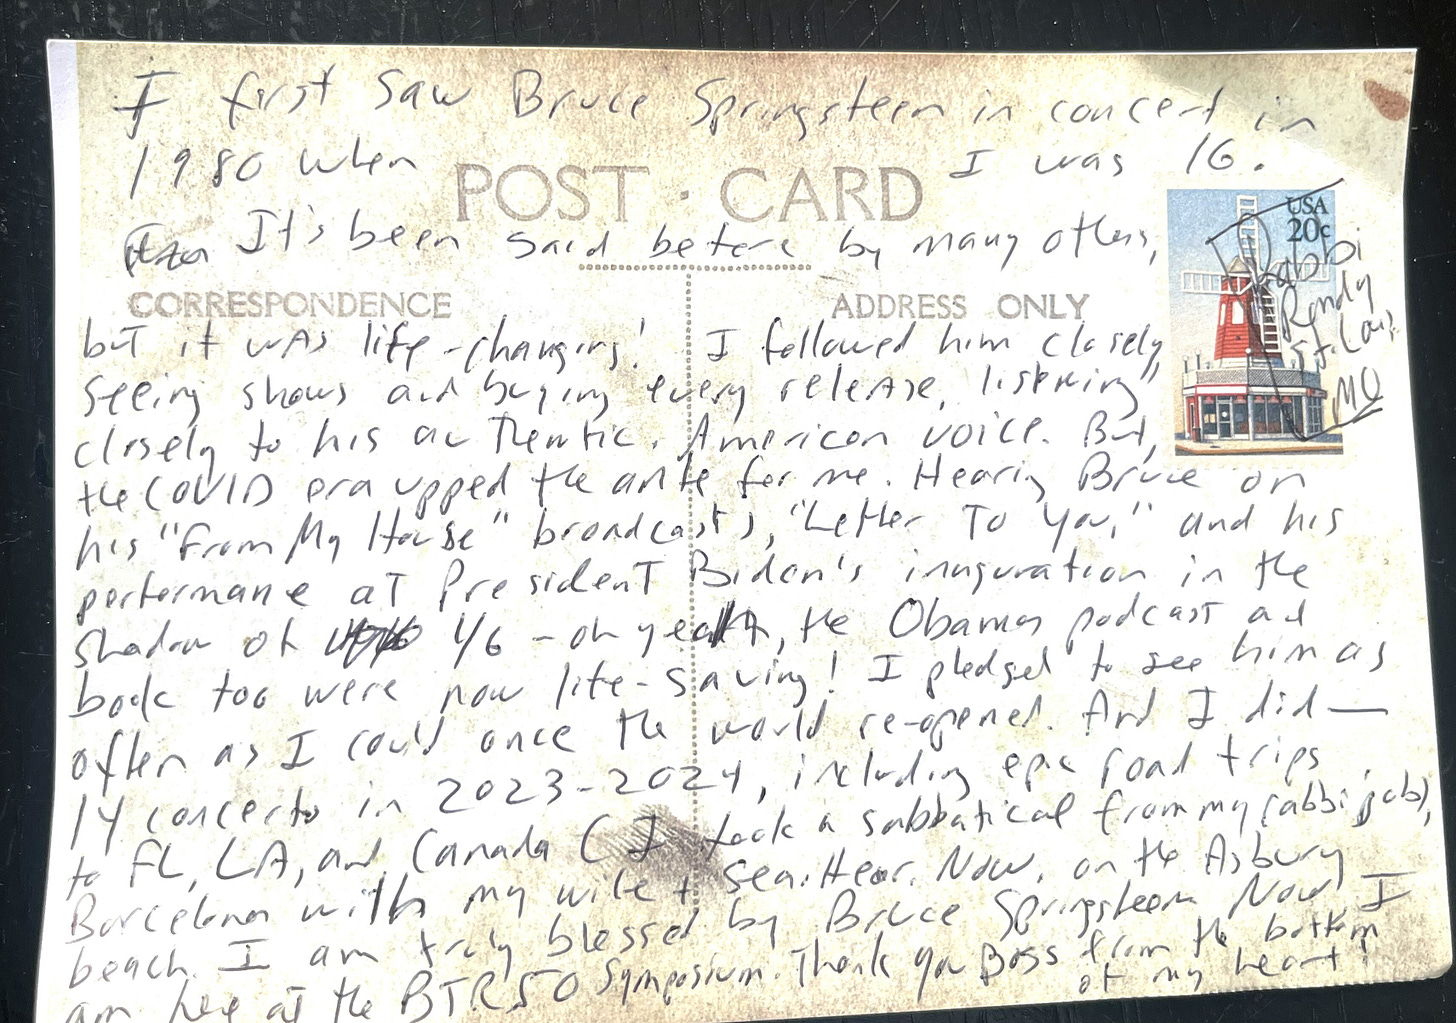 I first saw Bruce Springsteen in concert in
1980 when I was 16.
POST · CARD
It's been said before by many others,
CORRESPONDENCE
ADDRESS ONLY
USA
20c
Rabbi
Randy
St. Louis
MO
but it was life-changing! I followed him closely
seeing shows and buying every release, listening
closely to his authentic American voice. But,
the COVID era upped the ante for me. Hearing Bruce on
his "From My House" broadcasts, "Letter To You," and his
performance at President Biden's inuguration in the
shadow of 1/6 - oh yeah, the Obama podcast and
book too were now life-saving! I pledged to see him as
often as I could once the world re-opened. And I did—
14 concerts in 2023-2024, including epic road trips
to FL, LA, and Canada (I took a sabbatical from my rabbi job),
Barcelona with my wife + Sea.Hear.Now. on the Asbury
beach. I am truly blessed by Bruce Springsteen. Now I
am here at the BTR50 Symposium. Thank you Boss from the bottom
of my heart!